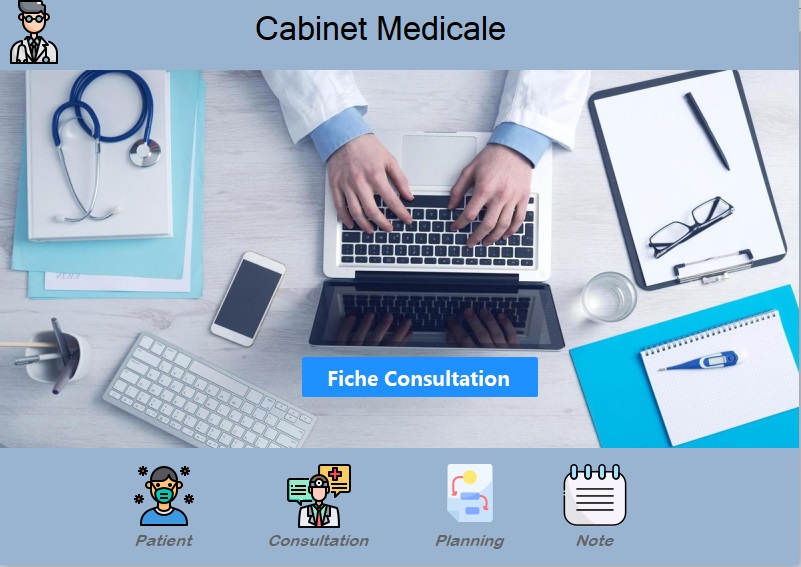 Cabinet Medicale
Fiche Consultation
Patient
Consultation
Planning
Note